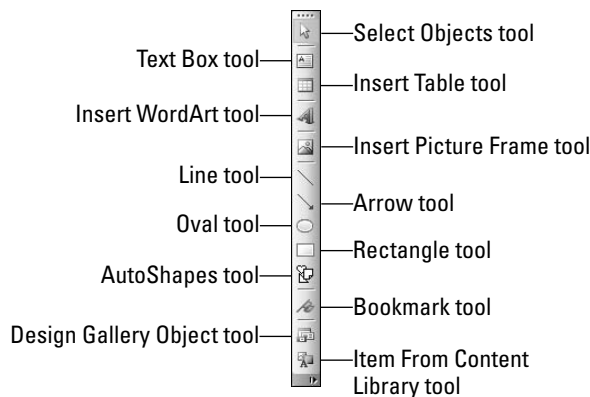 Select Objects tool
Text Box tool
Insert Table tool
Insert WordArt tool
Insert Picture Frame tool
Line tool
Arrow tool
Oval tool
Rectangle tool
AutoShapes tool
Bookmark tool
Design Gallery Object tool
Item From Content
Library tool